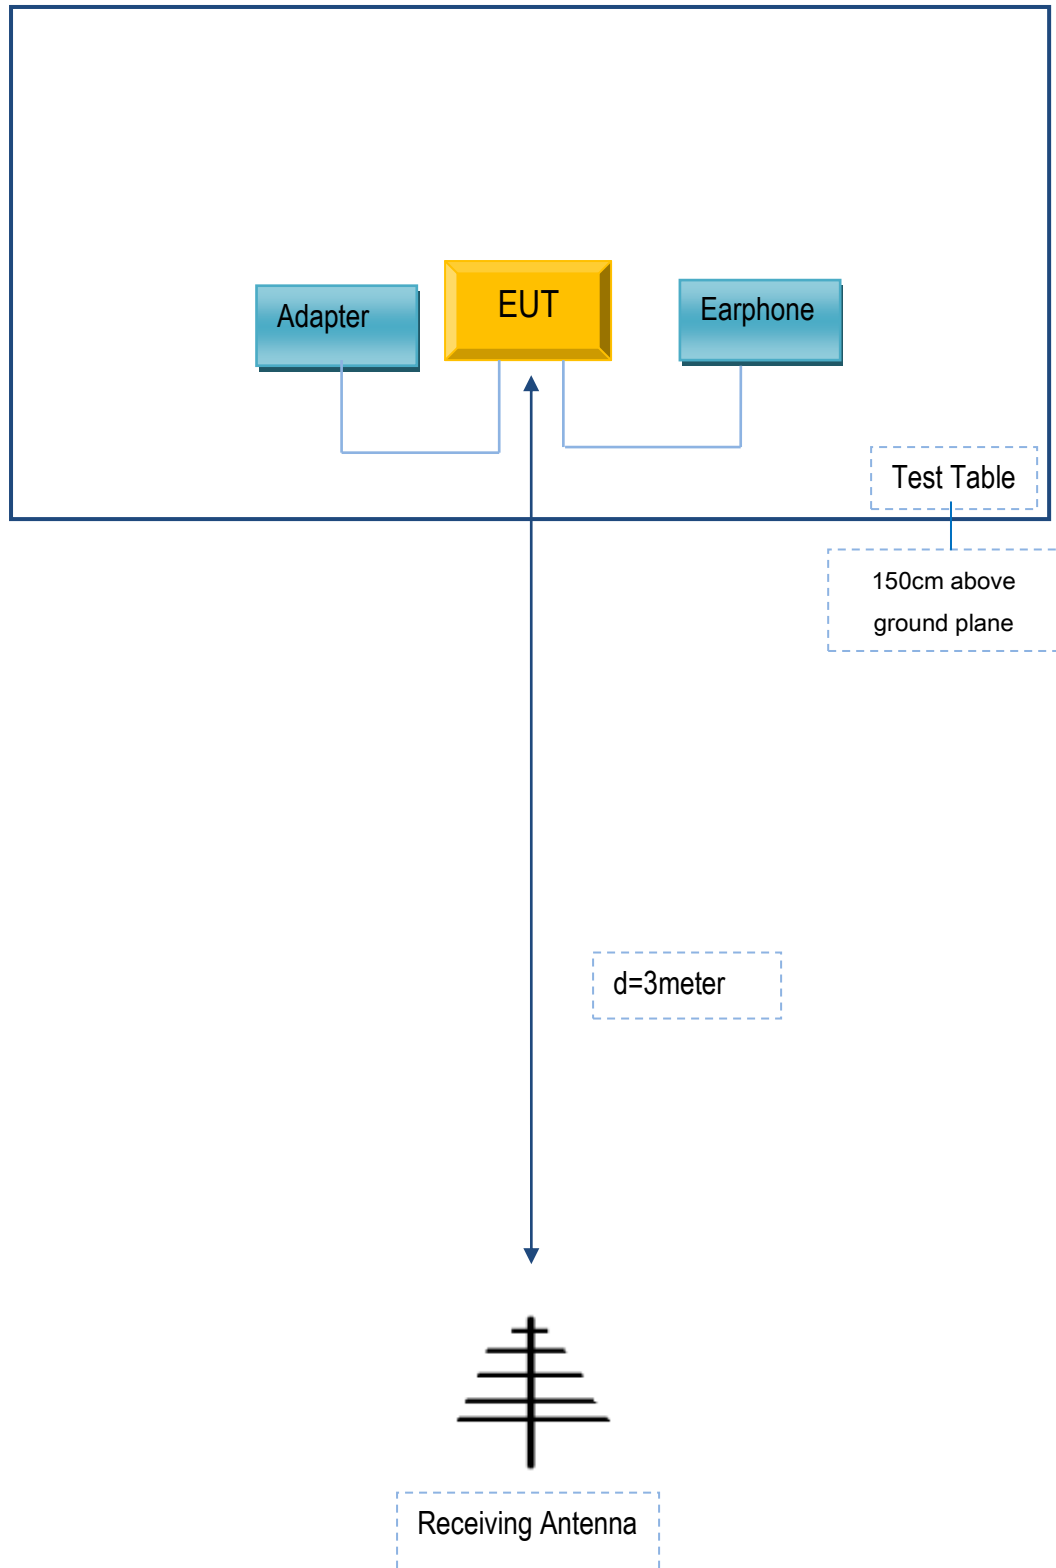 Adapter
EUT
Earphone
Test Table
150cm above
ground plane
d=3meter
Receiving Antenna